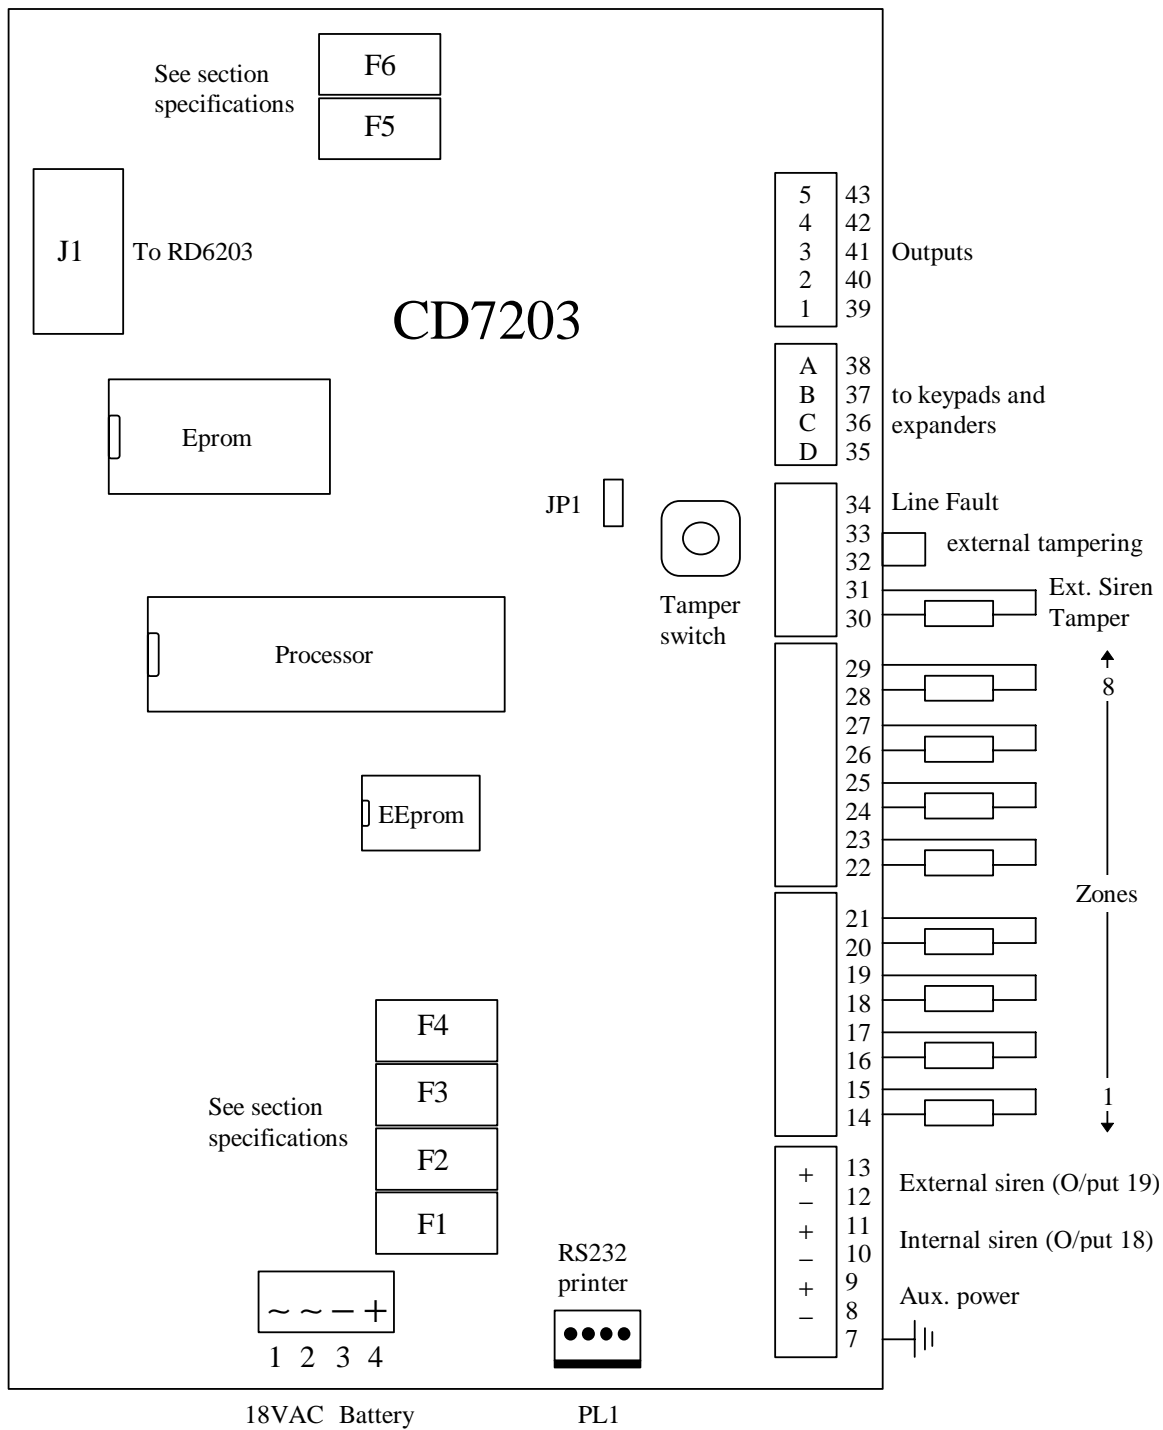 F6
See section
specifications
F5
5 43
4 42
J1 To RD6203
3 41 Outputs
2 40
1 39
CD7203
A 38
B 37 to keypads and
C 36 expanders
D 35
Eprom
JP1
34 Line Fault
33
32 external tampering
31 Ext. Siren
30 Tamper
Tamper
switch
Processor
29
28 8
27
26
25
24
23
22
EEprom
Zones
21
20
19
18
17
16
15 1
14
F4
F3
See section
specifications
F2
F1
+ 13
– 12 External siren (O/put 19)
+ 11
– 10 Internal siren (O/put 18)
+ 9
– 8 Aux. power
7
RS232
printer
~ ~ – +
1 2 3 4
18VAC Battery
PL1